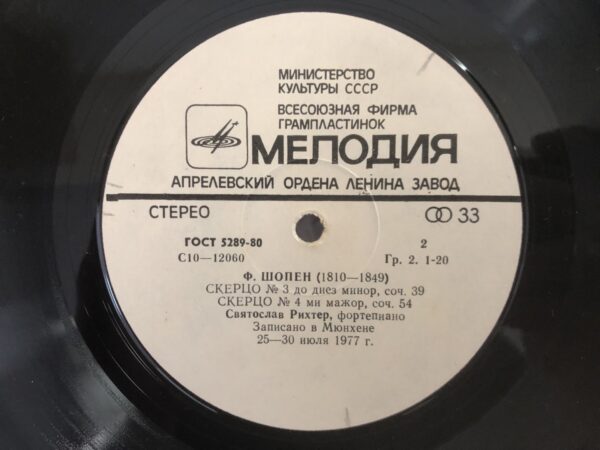 МИНИСТЕРСТВО
КУЛЬТУРЫ СССР
ВСЕСОЮЗНАЯ ФИРМА
ГРАМПЛАСТИНОК
МЕЛОДИЯ
АПРЕЛЕВСКИЙ ОРДЕНА ЛЕНИНА ЗАВОД
СТЕРЕО 33
ГОСТ 5289-80 2
С10—12060 Гр. 2. 1-20
Ф. ШОПЕН (1810—1849)
СКЕРЦО № 3 до диез минор, соч. 39
СКЕРЦО № 4 ми мажор, соч. 54
Святослав Рихтер, фортепиано
Записано в Мюнхене
25—30 июля 1977 г.